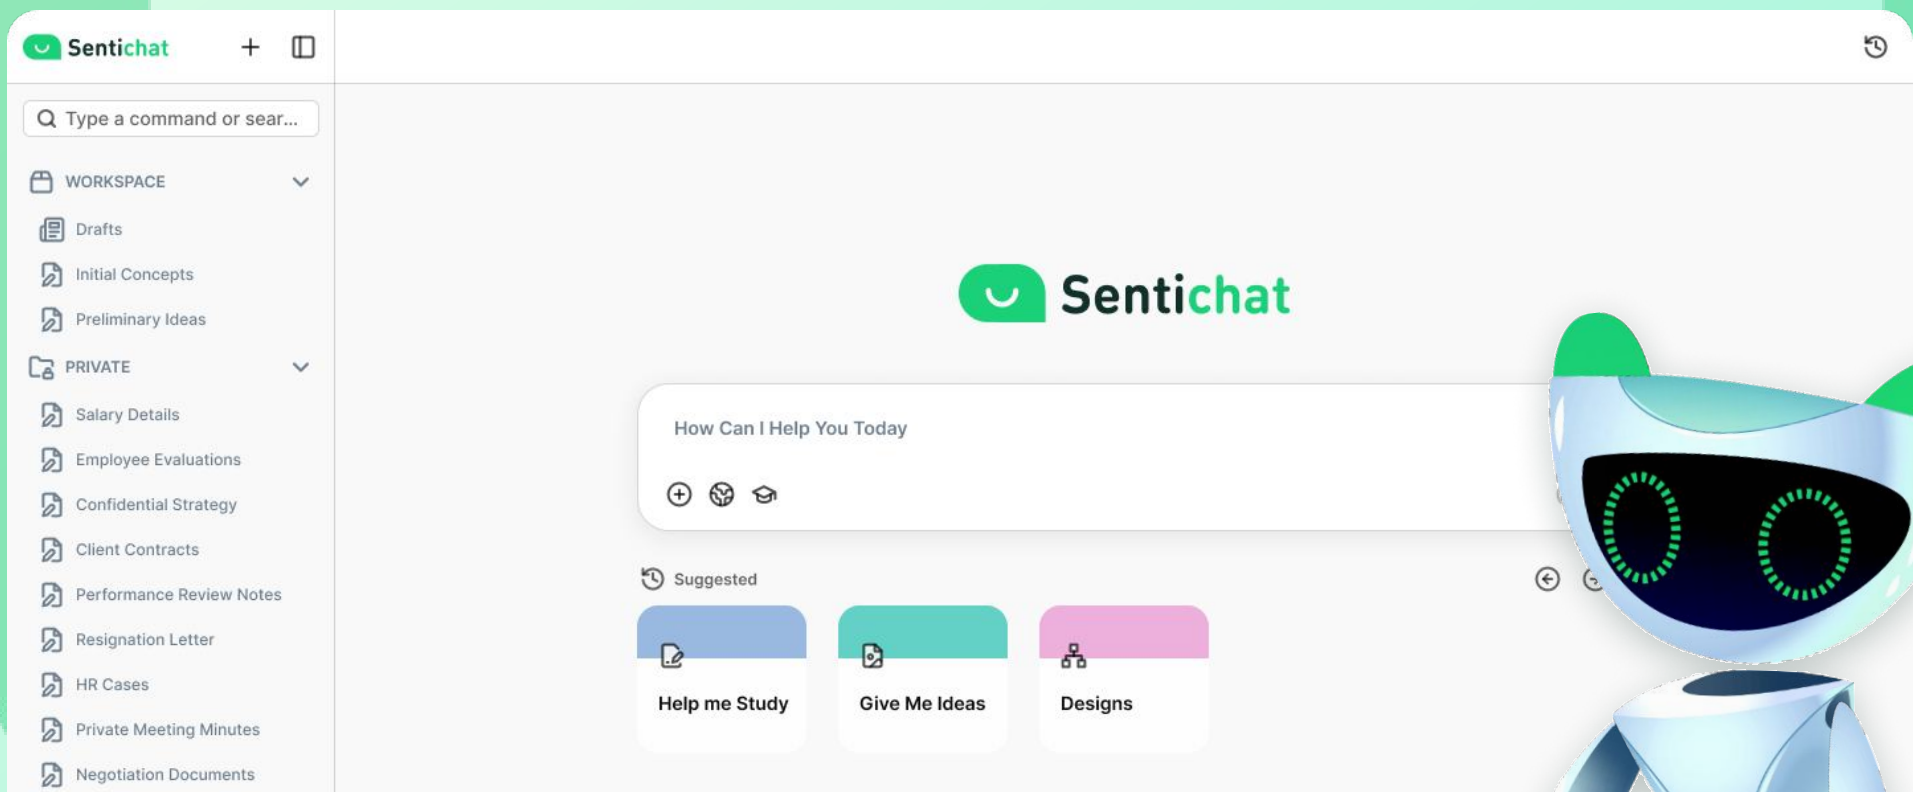 Sentichat
Type a command or sear...
WORKSPACE
Drafts
Initial Concepts
Preliminary Ideas
PRIVATE
Salary Details
Employee Evaluations
Confidential Strategy
Client Contracts
Performance Review Notes
Resignation Letter
HR Cases
Private Meeting Minutes
Negotiation Documents
Sentichat
How Can I Help You Today
Suggested
Help me Study
Give Me Ideas
Designs